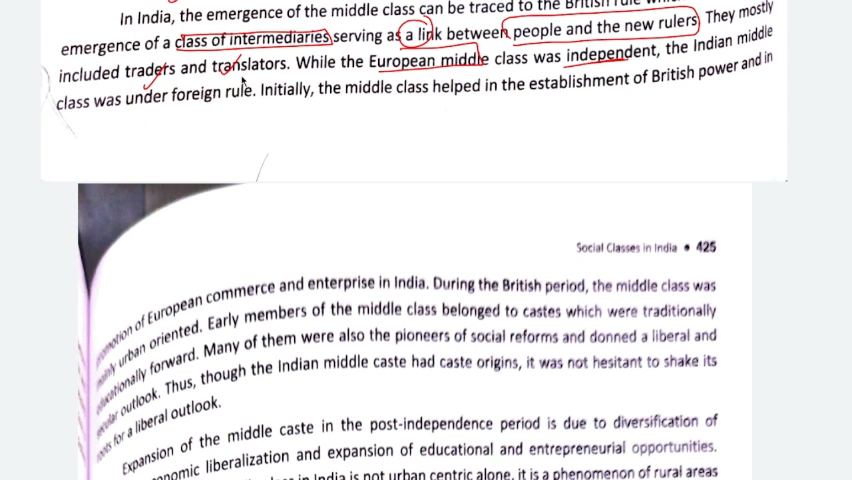 In India, the emergence of the middle class can be traced to the British rule
emergence of a class of intermediaries serving as a link between people and the new rulers. They mostly
included traders and translators. While the European middle class was independent, the Indian middle
class was under foreign rule. Initially, the middle class helped in the establishment of British power and in
Social Classes in India • 425
promotion of European commerce and enterprise in India. During the British period, the middle class was
mainly urban oriented. Early members of the middle class belonged to castes which were traditionally
educationally forward. Many of them were also the pioneers of social reforms and donned a liberal and
secular outlook. Thus, though the Indian middle caste had caste origins, it was not hesitant to shake its
roots for a liberal outlook.
Expansion of the middle caste in the post-independence period is due to diversification of
liberalization and expansion of educational and entrepreneurial opportunities.
in India is not urban centric alone, it is a phenomenon of rural areas